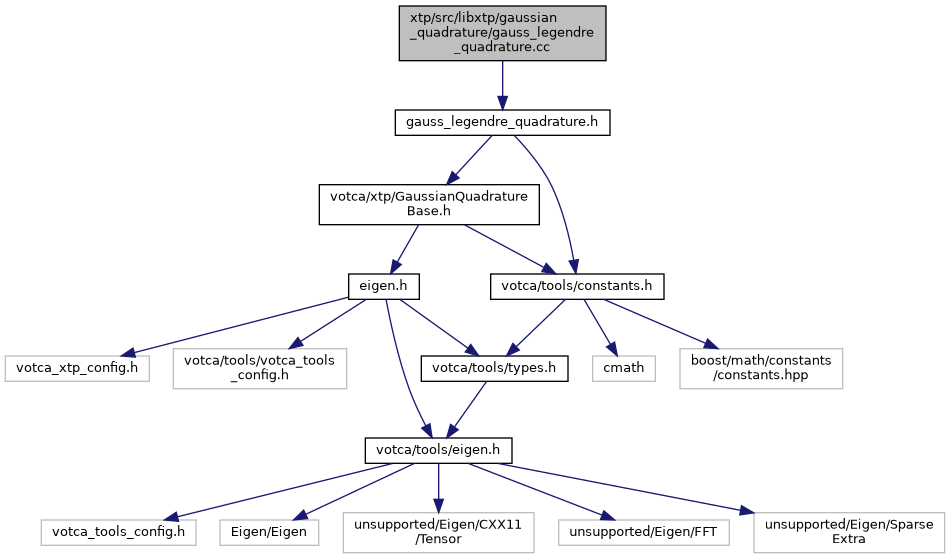 xtp/src/libxtp/gaussian
_quadrature/gauss_legendre
_quadrature.cc
gauss_legendre_quadrature.h
votca/xtp/GaussianQuadrature
Base.h
eigen.h
votca/tools/constants.h
votca_xtp_config.h
votca/tools/votca_tools
_config.h
votca/tools/types.h
cmath
boost/math/constants
/constants.hpp
votca/tools/eigen.h
votca_tools_config.h
Eigen/Eigen
unsupported/Eigen/CXX11
/Tensor
unsupported/Eigen/FFT
unsupported/Eigen/Sparse
Extra